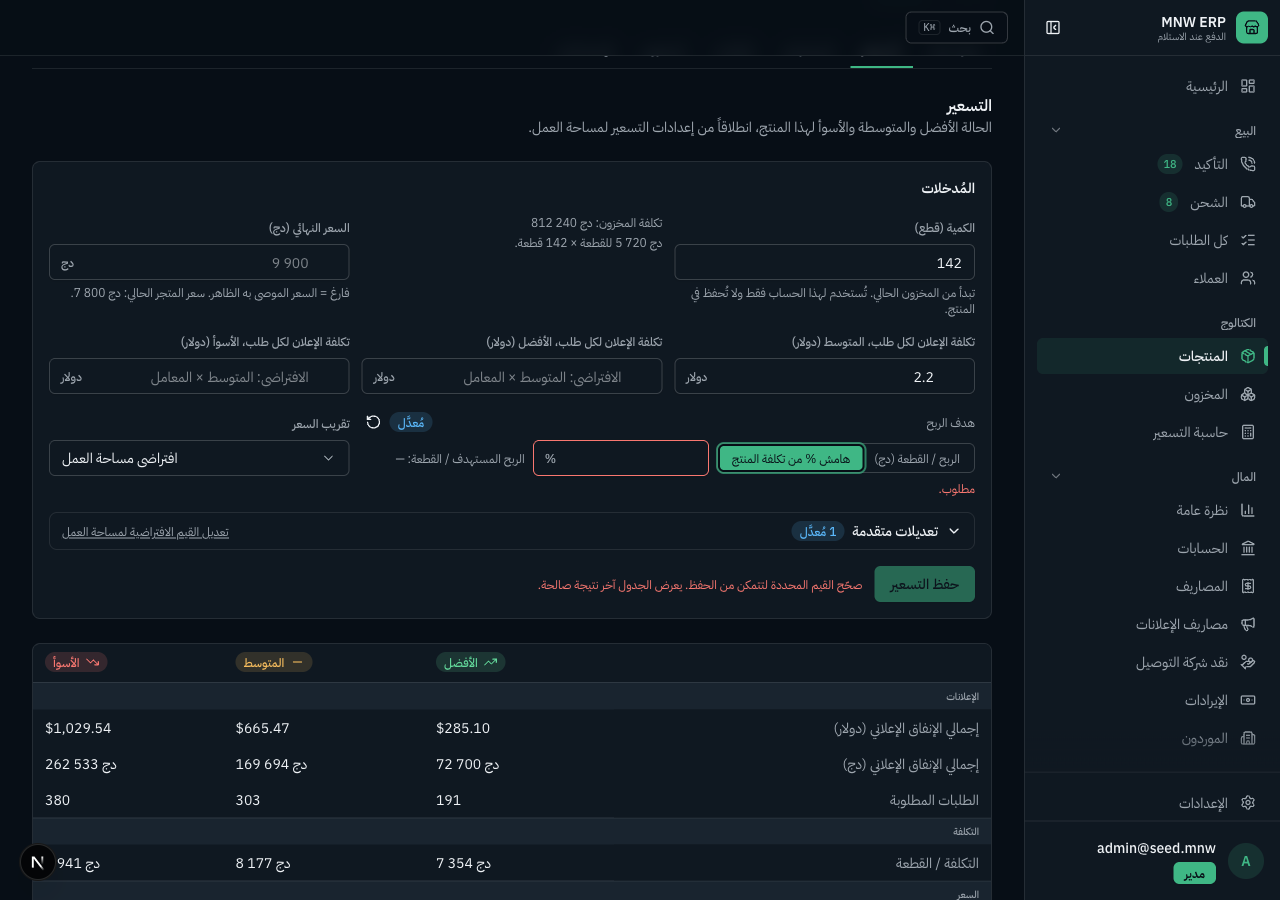 MNW ERP
الدفع عند الاستلام
بحث ⌘K
الرئيسية
البيع
التأكيد 18
الشحن 8
كل الطلبات
العملاء
الكتالوج
المنتجات
المخزون
حاسبة التسعير
المال
نظرة عامة
الحسابات
المصاريف
مصاريف الإعلانات
نقد شركة التوصيل
الإيرادات
الموردون
الإعدادات
admin@seed.mnw
مدير
A
التسعير
الحالة الأفضل والمتوسطة والأسوأ لهذا المنتج، انطلاقاً من إعدادات التسعير لمساحة العمل.
المُدخلات
الكمية (قطع)
142
تبدأ من المخزون الحالي. تُستخدم لهذا الحساب فقط ولا تُحفظ في المنتج.
تكلفة المخزون: دج 240 812
دج 720 5 للقطعة × 142 قطعة.
السعر النهائي (دج)
9 900 دج
فارغ = السعر الموصى به الظاهر. سعر المتجر الحالي: دج 800 7.
تكلفة الإعلان لكل طلب، المتوسط (دولار)
2.2 دولار
تكلفة الإعلان لكل طلب، الأفضل (دولار)
الافتراضي: المتوسط × المعامل دولار
تكلفة الإعلان لكل طلب، الأسوأ (دولار)
الافتراضي: المتوسط × المعامل دولار
هدف الربح مُعدَّل
الربح / القطعة (دج) هامش % من تكلفة المنتج % الربح المستهدف / القطعة: —
مطلوب.
تقريب السعر
افتراضي مساحة العمل
تعديلات متقدمة 1 مُعدَّل تعديل القيم الافتراضية لمساحة العمل
حفظ التسعير صحّح القيم المحددة لتتمكن من الحفظ. يعرض الجدول آخر نتيجة صالحة.
الأفضل المتوسط الأسوأ
الإعلانات
إجمالي الإنفاق الإعلاني (دولار) $285.10 $665.47 $1,029.54
إجمالي الإنفاق الإعلاني (دج) دج 700 72 دج 694 169 دج 533 262
الطلبات المطلوبة 191 303 380
التكلفة
التكلفة / القطعة دج 354 7 دج 177 8 دج 941
السعر
N